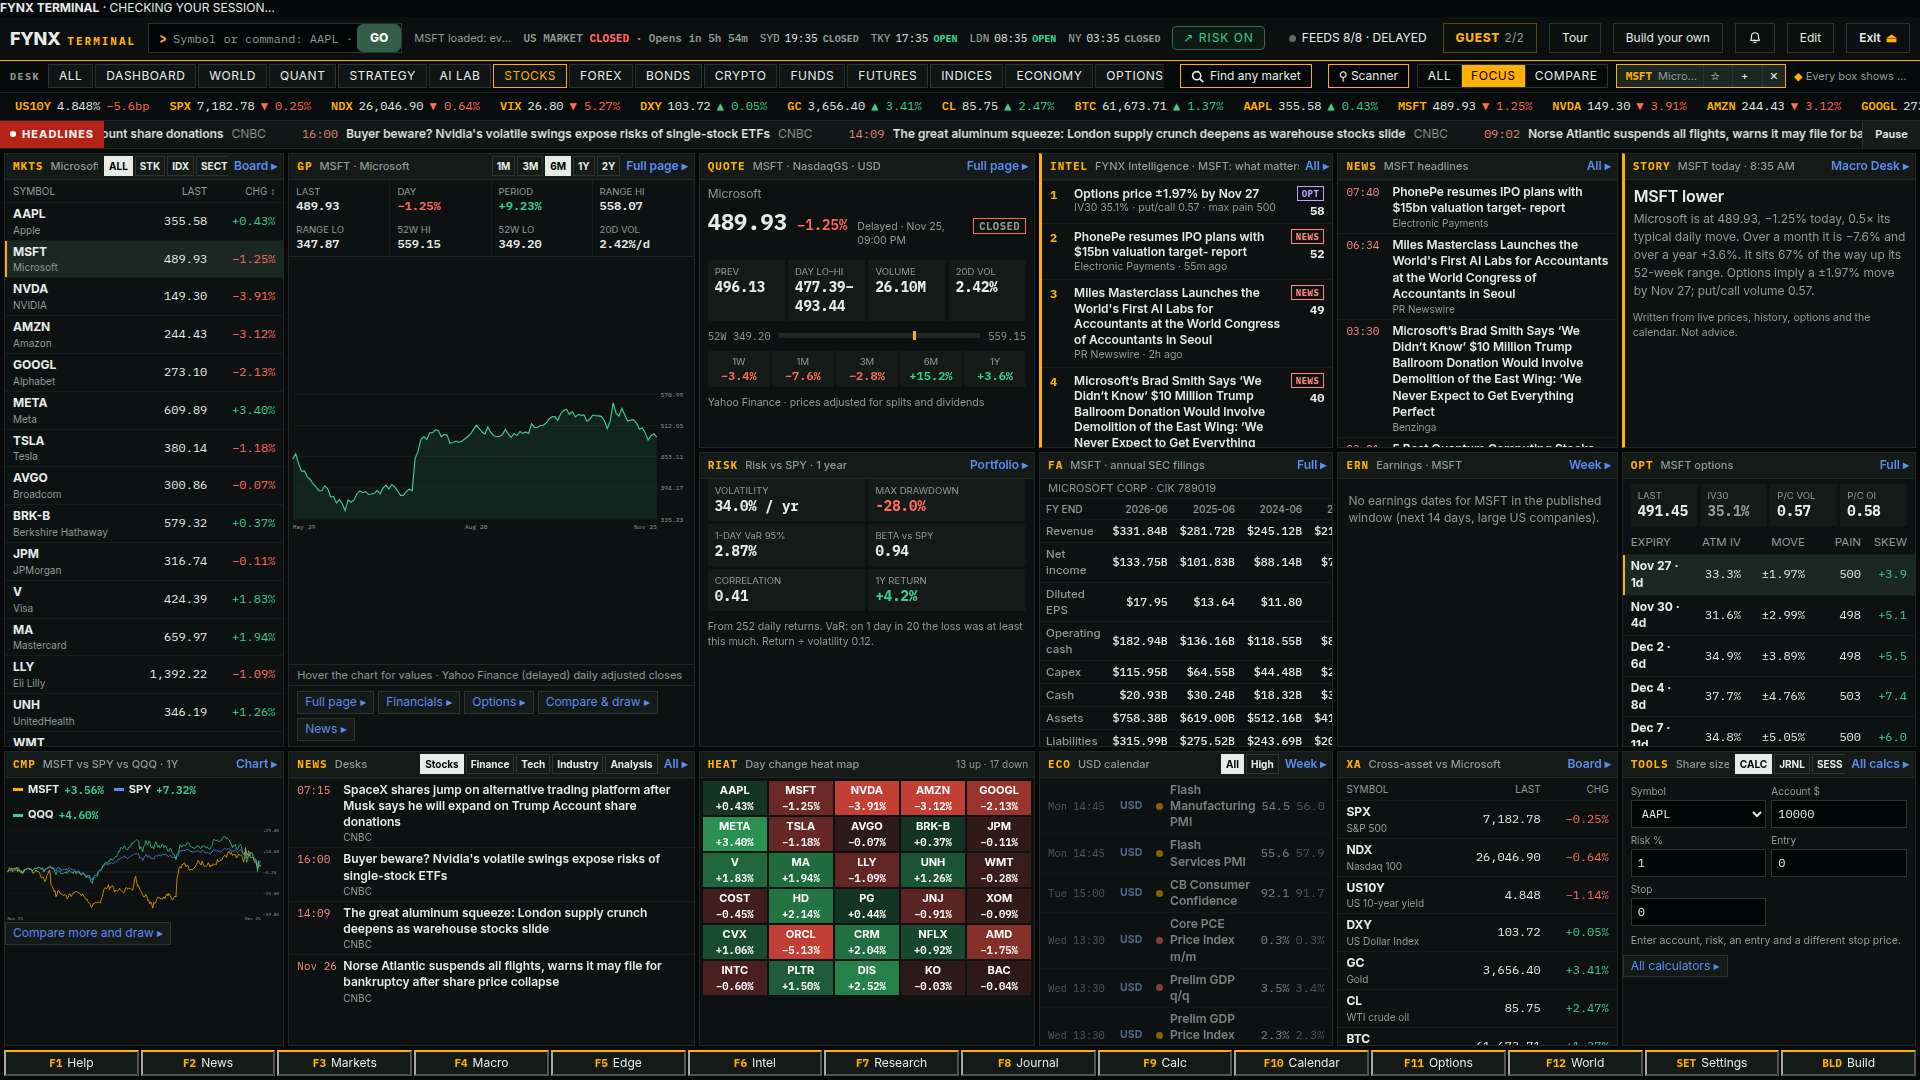 FYNX TERMINAL · CHECKING YOUR SESSION...
FYNX TERMINAL
> Symbol or command: AAPL ·
GO
MSFT loaded: ev...
US MARKET CLOSED · Opens in 5h 54m
SYD 19:35 CLOSED TKY 17:35 OPEN LDN 08:35 OPEN NY 03:35 CLOSED
↗ RISK ON
FEEDS 8/8 · DELAYED
GUEST 2/2
Tour
Build your own
Edit
Exit ⏏
DESK ALL DASHBOARD WORLD QUANT STRATEGY AI LAB STOCKS FOREX BONDS CRYPTO FUNDS FUTURES INDICES ECONOMY OPTIONS
Find any market
Scanner
ALL FOCUS COMPARE
MSFT Micro... ☆ + ✕
◆ Every box shows ...
US10Y 4.848% −5.6bp SPX 7,182.78 ▼ 0.25% NDX 26,046.90 ▼ 0.64% VIX 26.80 ▼ 5.27% DXY 103.72 ▲ 0.05% GC 3,656.40 ▲ 3.41% CL 85.75 ▲ 2.47% BTC 61,673.71 ▲ 1.37% AAPL 355.58 ▲ 0.43% MSFT 489.93 ▼ 1.25% NVDA 149.30 ▼ 3.91% AMZN 244.43 ▼ 3.12% GOOGL 273
HEADLINES
ount share donations CNBC 16:00 Buyer beware? Nvidia's volatile swings expose risks of single-stock ETFs CNBC 14:09 The great aluminum squeeze: London supply crunch deepens as warehouse stocks slide CNBC 09:02 Norse Atlantic suspends all flights, warns it may file for ba
Pause
MKTS Microsoft ALL STK IDX SECT Board ▸
SYMBOL LAST CHG ↕
AAPL Apple 355.58 +0.43%
MSFT Microsoft 489.93 −1.25%
NVDA NVIDIA 149.30 −3.91%
AMZN Amazon 244.43 −3.12%
GOOGL Alphabet 273.10 −2.13%
META Meta 609.89 +3.40%
TSLA Tesla 380.14 −1.18%
AVGO Broadcom 300.86 −0.07%
BRK-B Berkshire Hathaway 579.32 +0.37%
JPM JPMorgan 316.74 −0.11%
V Visa 424.39 +1.83%
MA Mastercard 659.97 +1.94%
LLY Eli Lilly 1,392.22 −1.09%
UNH UnitedHealth 346.19 +1.26%
WMT
GP MSFT · Microsoft 1M 3M 6M 1Y 2Y Full page ▸
LAST 489.93
DAY −1.25%
PERIOD +9.23%
RANGE HI 558.07
RANGE LO 347.87
52W HI 559.15
52W LO 349.20
20D VOL 2.42%/d
570.99
512.05
453.11
394.17
335.23
May 29 Aug 28 Nov 25
Hover the chart for values · Yahoo Finance (delayed) daily adjusted closes
Full page ▸ Financials ▸ Options ▸ Compare & draw ▸
News ▸
QUOTE MSFT · NasdaqGS · USD Full page ▸
Microsoft
489.93 −1.25% Delayed · Nov 25, 09:00 PM CLOSED
PREV 496.13
DAY LO–HI 477.39–493.44
VOLUME 26.10M
20D VOL 2.42%
52W 349.20 559.15
1W −3.4%
1M −7.6%
3M −2.8%
6M +15.2%
1Y +3.6%
Yahoo Finance · prices adjusted for splits and dividends
INTEL FYNX Intelligence · MSFT: what matters All ▸
1 Options price ±1.97% by Nov 27 OPT
IV30 35.1% · put/call 0.57 · max pain 500 58
2 PhonePe resumes IPO plans with NEWS
$15bn valuation target- report 52
Electronic Payments · 55m ago
3 Miles Masterclass Launches the NEWS
World's First AI Labs for 49
Accountants at the World Congress
of Accountants in Seoul
PR Newswire · 2h ago
4 Microsoft's Brad Smith Says 'We NEWS
Didn't Know' $10 Million Trump 40
Ballroom Donation Would Involve
Demolition of the East Wing: 'We
Never Expect to Get Everything
NEWS MSFT headlines All ▸
07:40 PhonePe resumes IPO plans with
$15bn valuation target- report
Electronic Payments
06:34 Miles Masterclass Launches the
World's First AI Labs for Accountants
at the World Congress of
Accountants in Seoul
PR Newswire
03:30 Microsoft's Brad Smith Says 'We
Didn't Know' $10 Million Trump
Ballroom Donation Would Involve
Demolition of the East Wing: 'We
Never Expect to Get Everything
Perfect
Benzinga
STORY MSFT today · 8:35 AM Macro Desk ▸
MSFT lower
Microsoft is at 489.93, −1.25% today, 0.5× its
typical daily move. Over a month it is −7.6% and
over a year +3.6%. It sits 67% of the way up its
52-week range. Options imply a ±1.97% move
by Nov 27; put/call volume 0.57.
Written from live prices, history, options and the
calendar. Not advice.
RISK Risk vs SPY · 1 year Portfolio ▸
VOLATILITY 34.0% / yr
MAX DRAWDOWN -28.0%
1-DAY VaR 95% 2.87%
BETA vs SPY 0.94
CORRELATION 0.41
1Y RETURN +4.2%
From 252 daily returns. VaR: on 1 day in 20 the loss was at least
this much. Return ÷ volatility 0.12.
FA MSFT · annual SEC filings Full ▸
MICROSOFT CORP · CIK 789019
FY END 2026-06 2025-06 2024-06 2
Revenue $331.84B $281.72B $245.12B $21
Net income $133.75B $101.83B $88.14B $7
Diluted EPS $17.95 $13.64 $11.80
Operating cash $182.94B $136.16B $118.55B $8
Capex $115.95B $64.55B $44.48B $2
Cash $20.93B $30.24B $18.32B $3
Assets $758.38B $619.00B $512.16B $41
Liabilities $315.99B $275.52B $243.69B $20
ERN Earnings · MSFT Week ▸
No earnings dates for MSFT in the published
window (next 14 days, large US companies).
OPT MSFT options Full ▸
LAST 491.45
IV30 35.1%
P/C VOL 0.57
P/C OI 0.58
EXPIRY ATM IV MOVE PAIN SKEW
Nov 27 · 1d 33.3% ±1.97% 500 +3.9
Nov 30 · 4d 31.6% ±2.99% 498 +5.1
Dec 2 · 6d 34.9% ±3.89% 498 +5.5
Dec 4 · 8d 37.7% ±4.76% 503 +7.4
Dec 7 · 11d 34.8% ±5.05% 500 +6.0
CMP MSFT vs SPY vs QQQ · 1Y Chart ▸
MSFT +3.56% SPY +7.32%
QQQ +4.60%
Compare more and draw ▸
NEWS Desks Stocks Finance Tech Industry Analysis All ▸
07:15 SpaceX shares jump on alternative trading platform after
Musk says he will expand on Trump Account share
donations
CNBC
16:00 Buyer beware? Nvidia's volatile swings expose risks of
single-stock ETFs
CNBC
14:09 The great aluminum squeeze: London supply crunch
deepens as warehouse stocks slide
CNBC
Nov 26 Norse Atlantic suspends all flights, warns it may file for
bankruptcy after share price collapse
CNBC
HEAT Day change heat map 13 up · 17 down
AAPL +0.43% MSFT −1.25% NVDA −3.91% AMZN −3.12% GOOGL −2.13%
META +3.40% TSLA −1.18% AVGO −0.07% BRK-B +0.37% JPM −0.11%
V +1.83% MA +1.94% LLY −1.09% UNH +1.26% WMT −0.28%
COST −0.45% HD +2.14% PG +0.44% JNJ −0.91% XOM −0.09%
CVX +1.06% ORCL −5.13% CRM +2.04% NFLX +0.92% AMD −1.75%
INTC −0.60% PLTR +1.50% DIS +2.52% KO −0.03% BAC −0.04%
ECO USD calendar All High Week ▸
Mon 14:45 USD Flash Manufacturing PMI 54.5 56.0
Mon 14:45 USD Flash Services PMI 55.6 57.9
Tue 15:00 USD CB Consumer Confidence 92.1 91.7
Wed 13:30 USD Core PCE Price Index m/m 0.3% 0.3%
Wed 13:30 USD Prelim GDP q/q 3.5% 3.4%
Wed 13:30 USD Prelim GDP Price Index 2.3% 2.3%
XA Cross-asset vs Microsoft Board ▸
SYMBOL LAST CHG
SPX S&P 500 7,182.78 −0.25%
NDX Nasdaq 100 26,046.90 −0.64%
US10Y US 10-year yield 4.848 −1.14%
DXY US Dollar Index 103.72 +0.05%
GC Gold 3,656.40 +3.41%
CL WTI crude oil 85.75 +2.47%
BTC 61,673.71 +1.37%
TOOLS Share size CALC JRNL SESS All calcs ▸
Symbol Account $
AAPL 10000
Risk % Entry
1 0
Stop
0
Enter account, risk, an entry and a different stop price.
All calculators ▸
F1 Help F2 News F3 Markets F4 Macro F5 Edge F6 Intel F7 Research F8 Journal F9 Calc F10 Calendar F11 Options F12 World SET Settings BLD Build